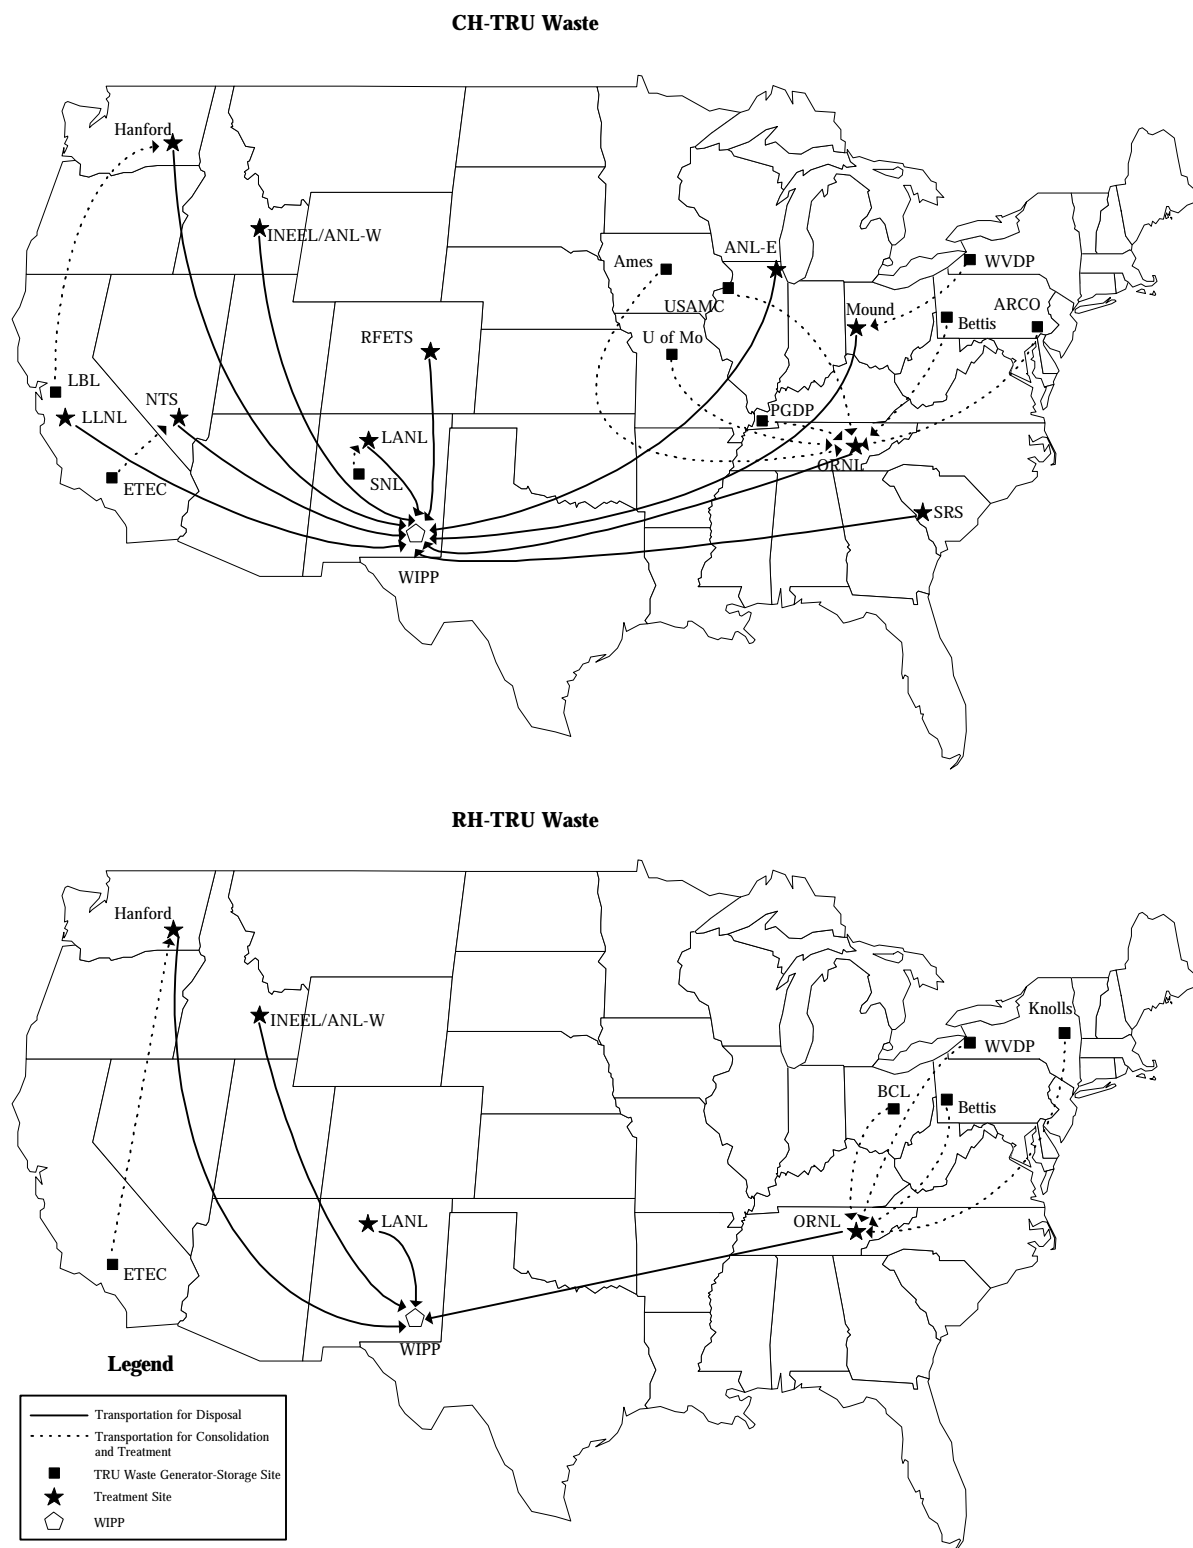 CH-TRU Waste
Hanford
INEEL/ANL-W
ANL-E
Ames
WVDP
USAMC
ARCO
Mound
Bettis
RFETS
U of Mo
LBL
NTS
LLNL
PGDP
LANL
ORNL
SNL
ETEC
SRS
WIPP
RH-TRU Waste
Hanford
Knolls
INEEL/ANL-W
WVDP
BCL
Bettis
LANL
ORNL
ETEC
WIPP
Legend
Transportation for Disposal
Transportation for Consolidation
and Treatment
TRU Waste Generator-Storage Site
Treatment Site
WIPP